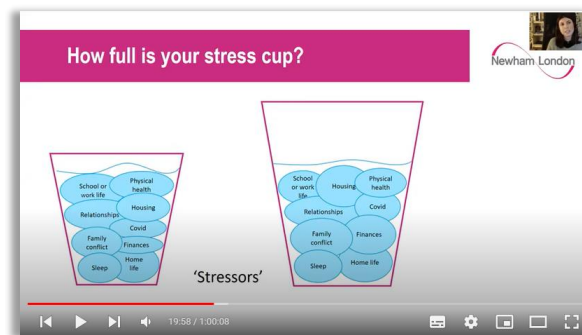 How full is your stress cup?
Newham London
School or
work life
Physical
health
Relationships
Housing
Covid
Family
conflict
Finances
Sleep
Home
life
School
or work
life
Housing
Physical
health
Relationships
Covid
Family
conflict
Finances
Sleep
Home life
'Stressors'
19:58 / 1:00:08